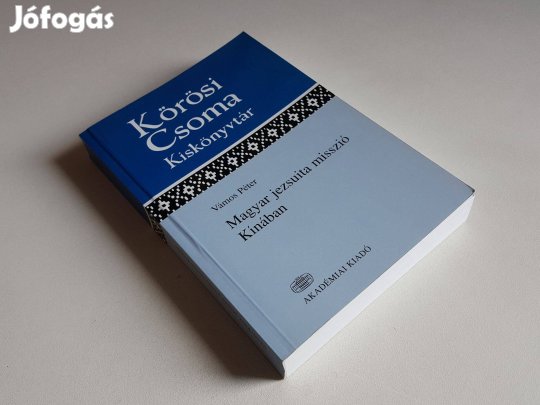 Jófogás
Kőrösi
Csoma
Kiskönyvtár
Vámos Péter
Magyar jezsuita misszió
Kínában
AKADÉMIAI KIADÓ